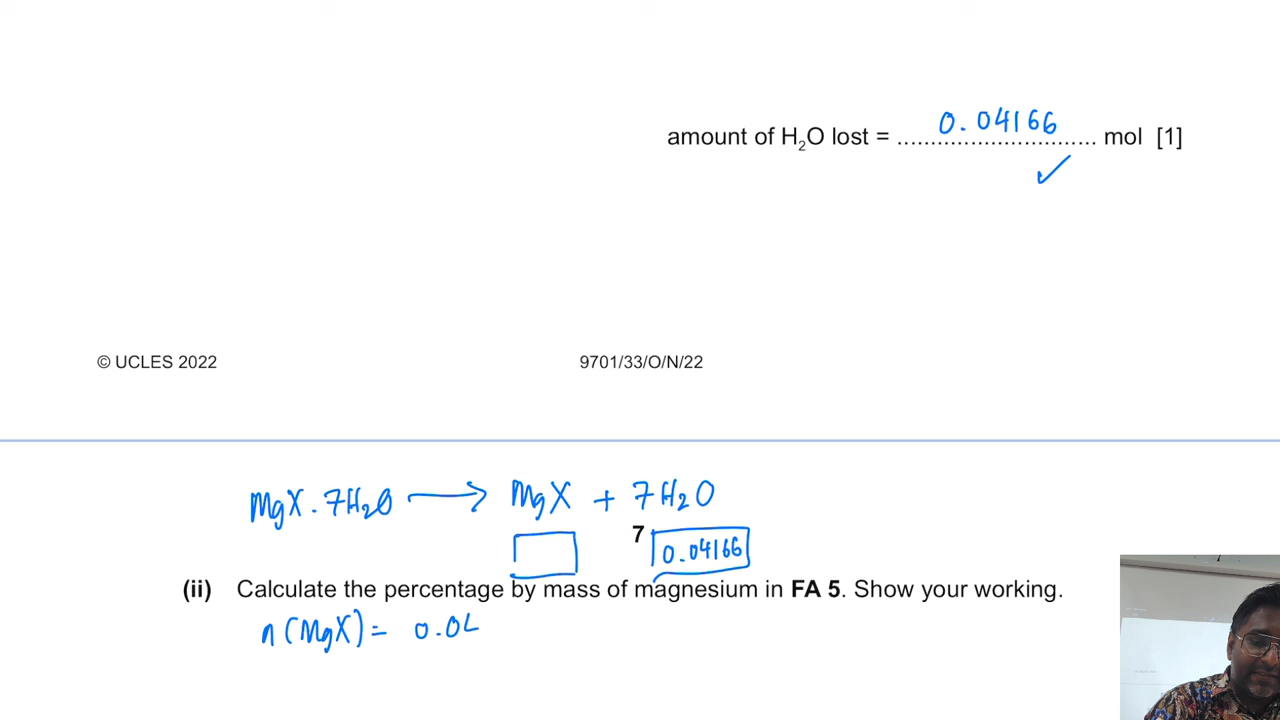 0.04166
amount of H₂O lost = .............................. mol [1]
✓
© UCLES 2022 9701/33/O/N/22
MgX.7H₂O ⟶ MgX + 7H₂O
7
0.04166
(ii) Calculate the percentage by mass of magnesium in FA 5. Show your working.
n(MgX) = 0.04